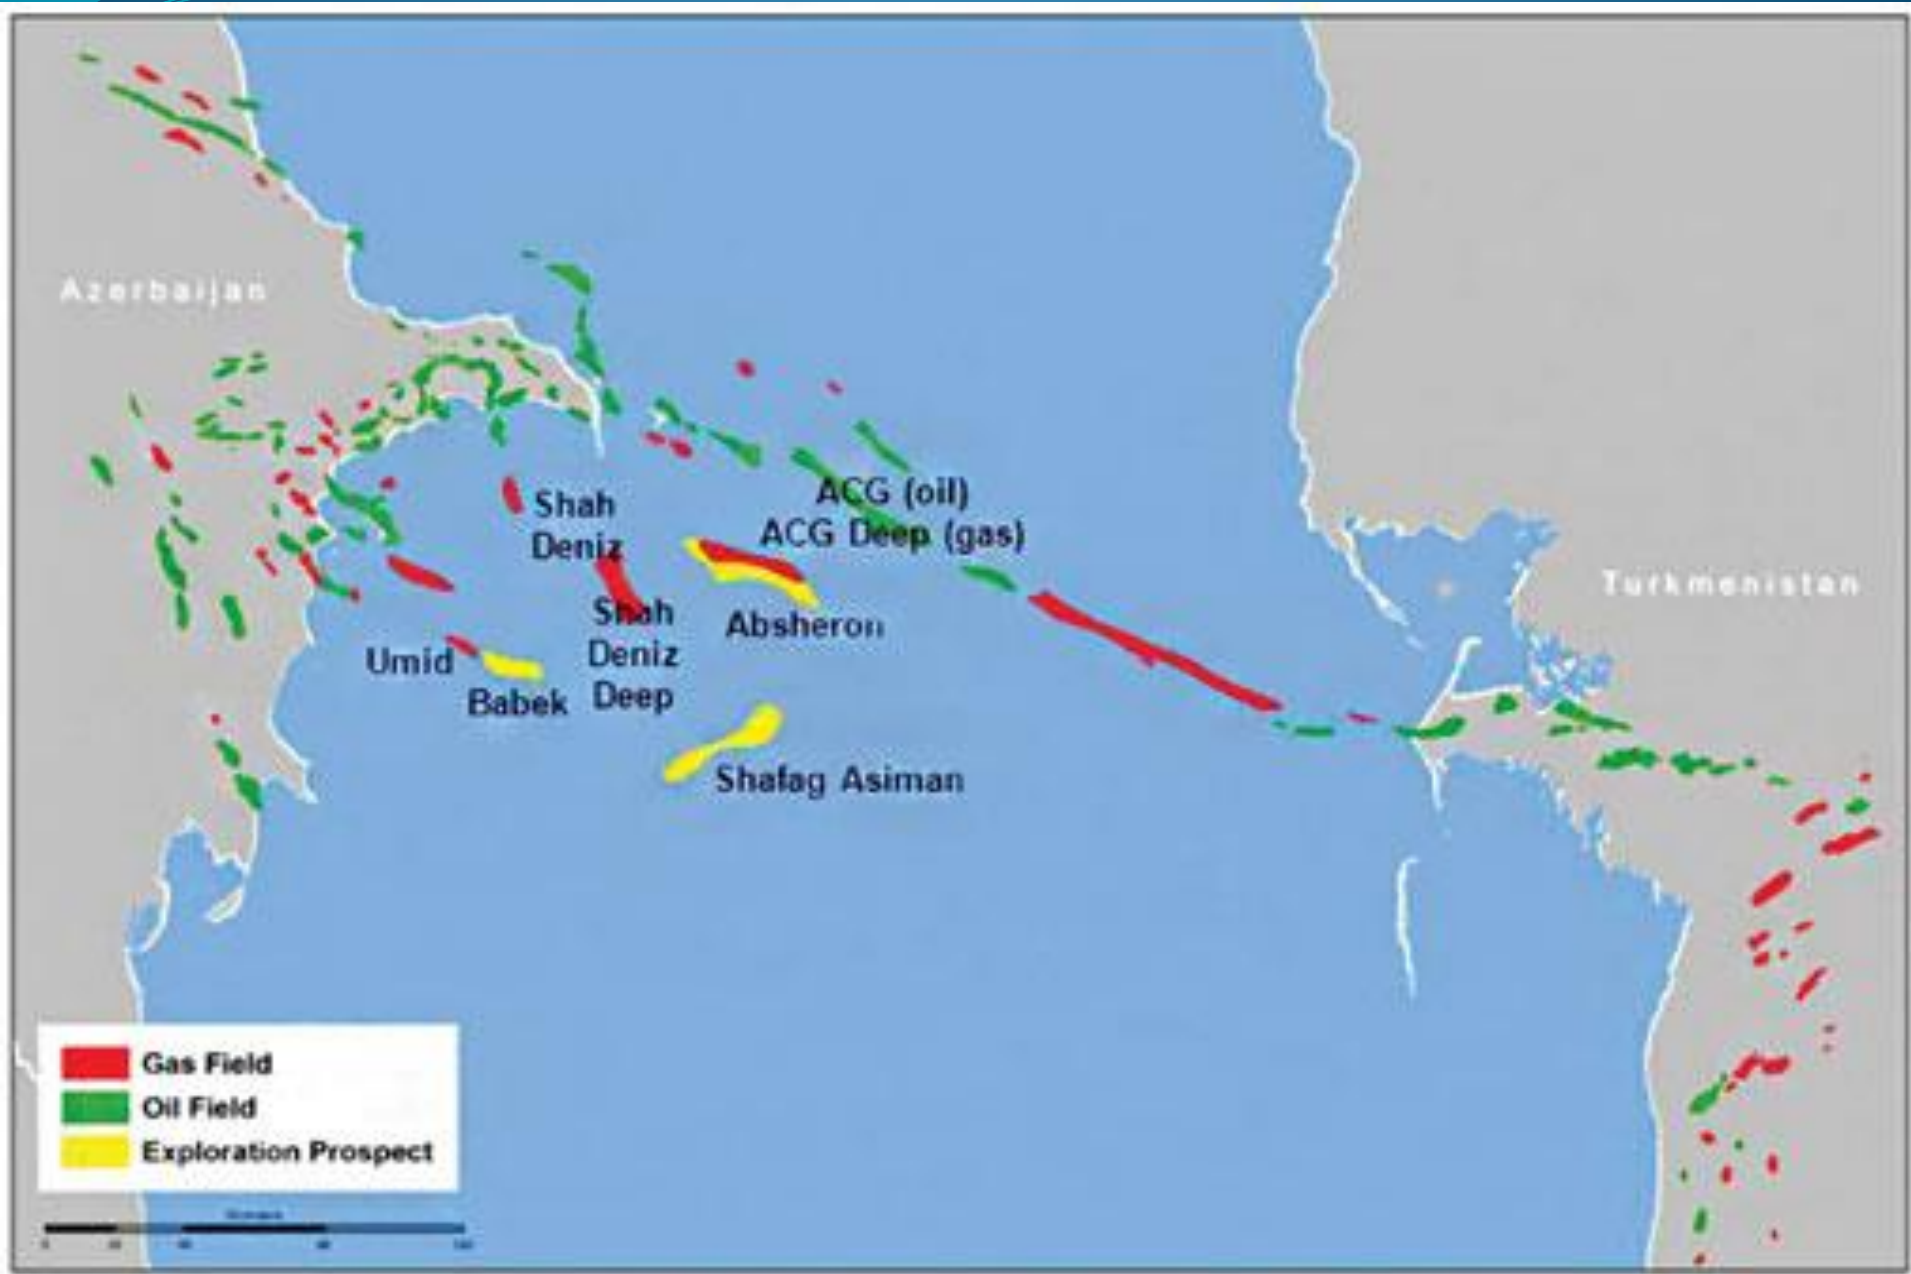 Azerbaijan
ACG (oil)
ACG Deep (gas)
Shah
Deniz
Turkmenistan
Shah
Deniz
Deep
Absheron
Umid
Babek
Shafag Asiman
Gas Field
Oil Field
Exploration Prospect
0